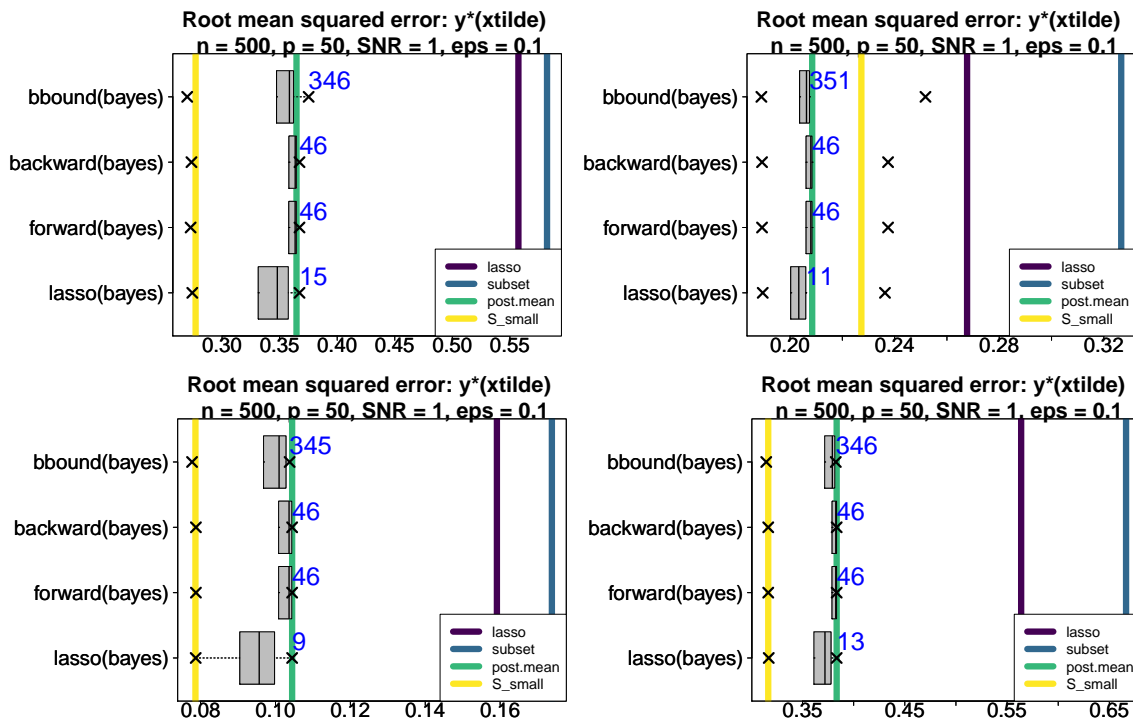 Root mean squared error: y*(xtilde)
n = 500, p = 50, SNR = 1, eps = 0.1
bbound(bayes)
backward(bayes)
forward(bayes)
lasso(bayes)
346
46
46
15
lasso
subset
post.mean
S_small
0.30 0.35 0.40 0.45 0.50 0.55
Root mean squared error: y*(xtilde)
n = 500, p = 50, SNR = 1, eps = 0.1
bbound(bayes)
backward(bayes)
forward(bayes)
lasso(bayes)
351
46
46
11
lasso
subset
post.mean
S_small
0.20 0.24 0.28 0.32
Root mean squared error: y*(xtilde)
n = 500, p = 50, SNR = 1, eps = 0.1
bbound(bayes)
backward(bayes)
forward(bayes)
lasso(bayes)
345
46
46
9
lasso
subset
post.mean
S_small
0.08 0.10 0.12 0.14 0.16
Root mean squared error: y*(xtilde)
n = 500, p = 50, SNR = 1, eps = 0.1
bbound(bayes)
backward(bayes)
forward(bayes)
lasso(bayes)
346
46
46
13
lasso
subset
post.mean
S_small
0.35 0.45 0.55 0.65